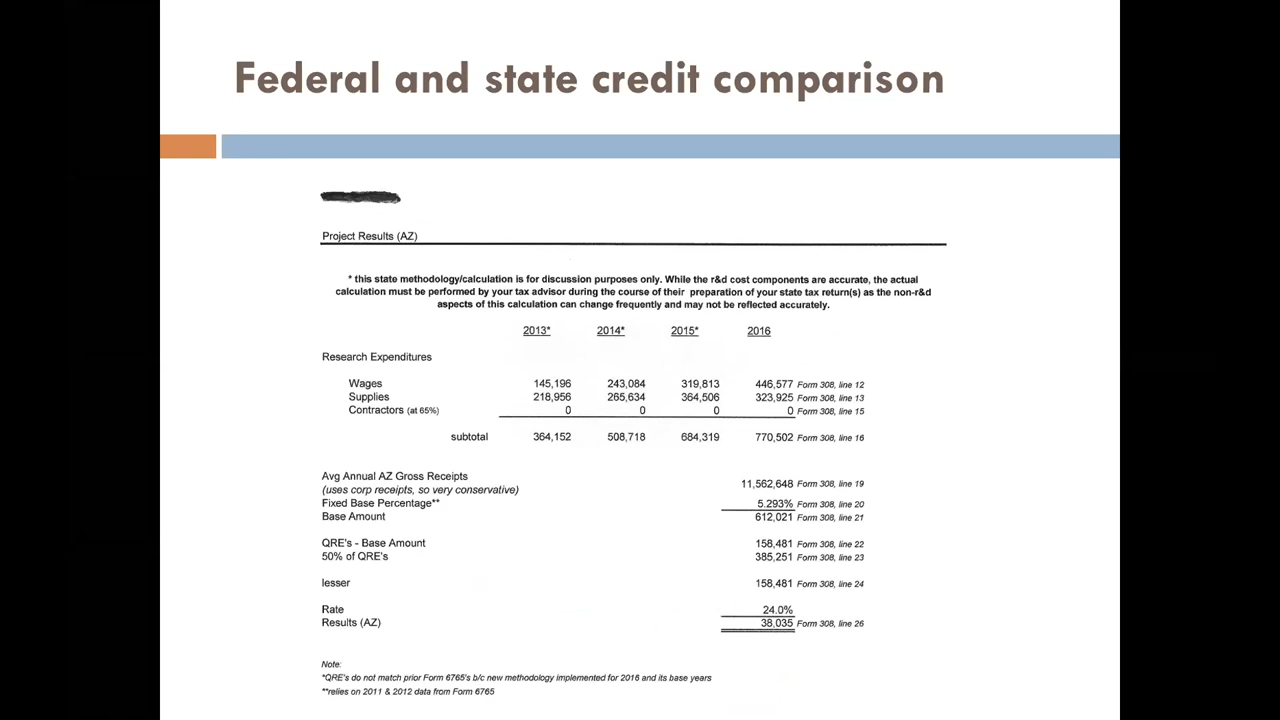 Federal and state credit comparison
Project Results (AZ)
* this state methodology/calculation is for discussion purposes only. While the r&d cost components are accurate, the actual
calculation must be performed by your tax advisor during the course of their preparation of your state tax return(s) as the non-r&d
aspects of this calculation can change frequently and may not be reflected accurately.
2013* 2014* 2015* 2016
Research Expenditures
Wages 145,196 243,084 319,813 446,577 Form 308, line 12
Supplies 218,956 265,634 364,506 323,925 Form 308, line 13
Contractors (at 65%) 0 0 0 0 Form 308, line 15
subtotal 364,152 508,718 684,319 770,502 Form 308, line 16
Avg Annual AZ Gross Receipts
(uses corp receipts, so very conservative) 11,562,648 Form 308, line 19
Fixed Base Percentage** 5.293% Form 308, line 20
Base Amount 612,021 Form 308, line 21
QRE's - Base Amount 158,481 Form 308, line 22
50% of QRE's 385,251 Form 308, line 23
lesser 158,481 Form 308, line 24
Rate 24.0%
Results (AZ) 38,035 Form 308, line 26
Note:
*QRE's do not match prior Form 6765's b/c new methodology implemented for 2016 and its base years
**relies on 2011 & 2012 data from Form 6765